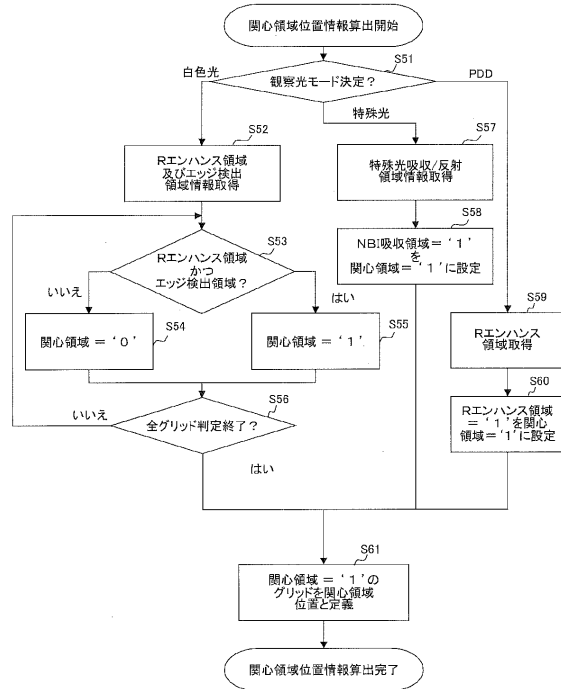 関心領域位置情報算出開始
S51
観察光モード決定?
白色光
PDD
特殊光
S52
Rエンハンス領域
及びエッジ検出
領域情報取得
S57
特殊光吸収/反射
領域情報取得
S58
NBI吸収領域=‘1’
を
関心領域=‘1’に設定
S53
Rエンハンス領域
かつ
エッジ検出領域?
いいえ
はい
S54
関心領域=‘0’
S55
関心領域=‘1’
S59
Rエンハンス
領域取得
S60
Rエンハンス領域
=‘1’を関心
領域=‘1’に設定
S56
全グリッド判定終了?
いいえ
はい
S61
関心領域=‘1’の
グリッドを関心領域
位置と定義
関心領域位置情報算出完了